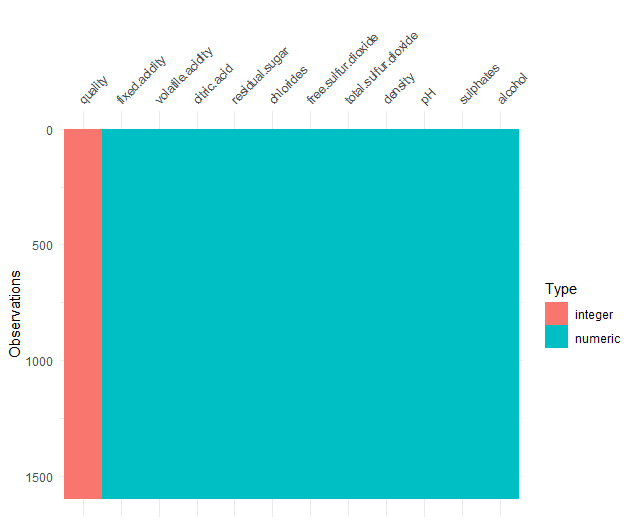 quality
fixed.acidity
volatile.acidity
citric.acid
residual.sugar
chlorides
free.sulfur.dioxide
total.sulfur.dioxide
density
pH
sulphates
alcohol
0
500
1000
1500
Observations
Type
integer
numeric